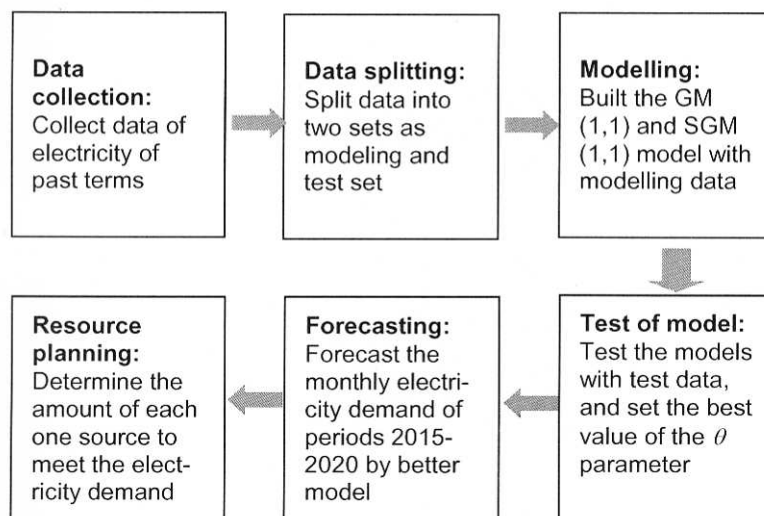 Data
collection:
Collect data of
electricity of
past terms
Data splitting:
Split data into
two sets as
modeling and
test set
Modelling:
Built the GM
(1,1) and SGM
(1,1) model with
modelling data
Test of model:
Test the models
with test data,
and set the best
value of the θ
parameter
Forecasting:
Forecast the
monthly electri-
city demand of
periods 2015-
2020 by better
model
Resource
planning:
Determine the
amount of each
one source to
meet the elect-
ricity demand